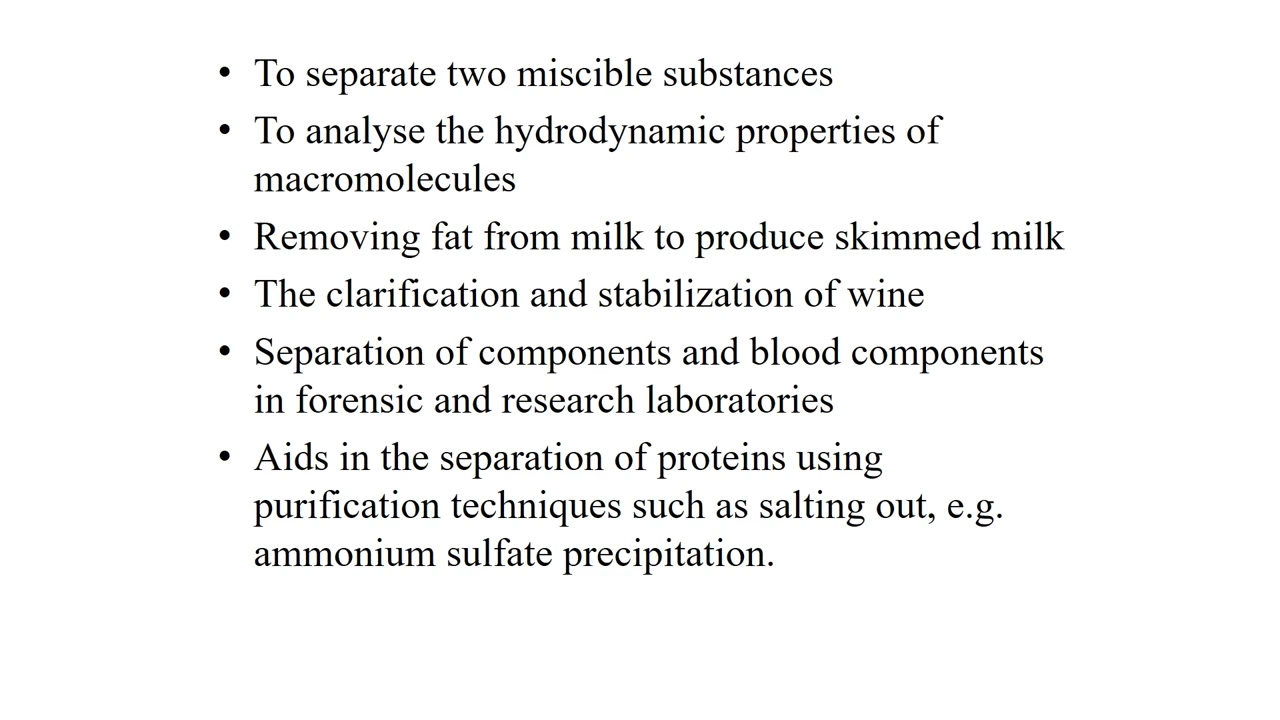 • To separate two miscible substances
• To analyse the hydrodynamic properties of
macromolecules
• Removing fat from milk to produce skimmed milk
• The clarification and stabilization of wine
• Separation of components and blood components
in forensic and research laboratories
• Aids in the separation of proteins using
purification techniques such as salting out, e.g.
ammonium sulfate precipitation.